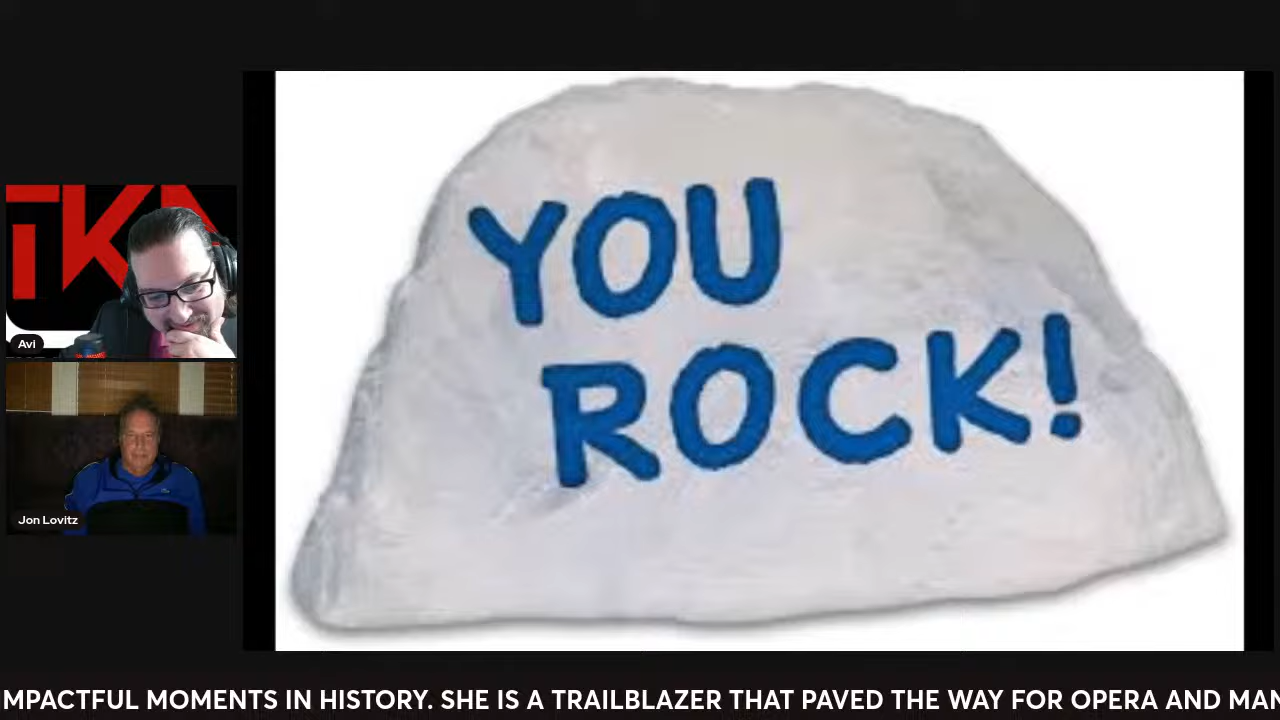 TKA
Avi
Jon Lovitz
YOU
ROCK!
MPACTFUL MOMENTS IN HISTORY. SHE IS A TRAILBLAZER THAT PAVED THE WAY FOR OPERA AND MAN